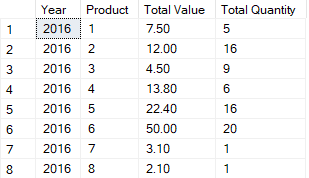 Year Product Total Value Total Quantity
1 2016 1 7.50 5
2 2016 2 12.00 16
3 2016 3 4.50 9
4 2016 4 13.80 6
5 2016 5 22.40 16
6 2016 6 50.00 20
7 2016 7 3.10 1
8 2016 8 2.10 1